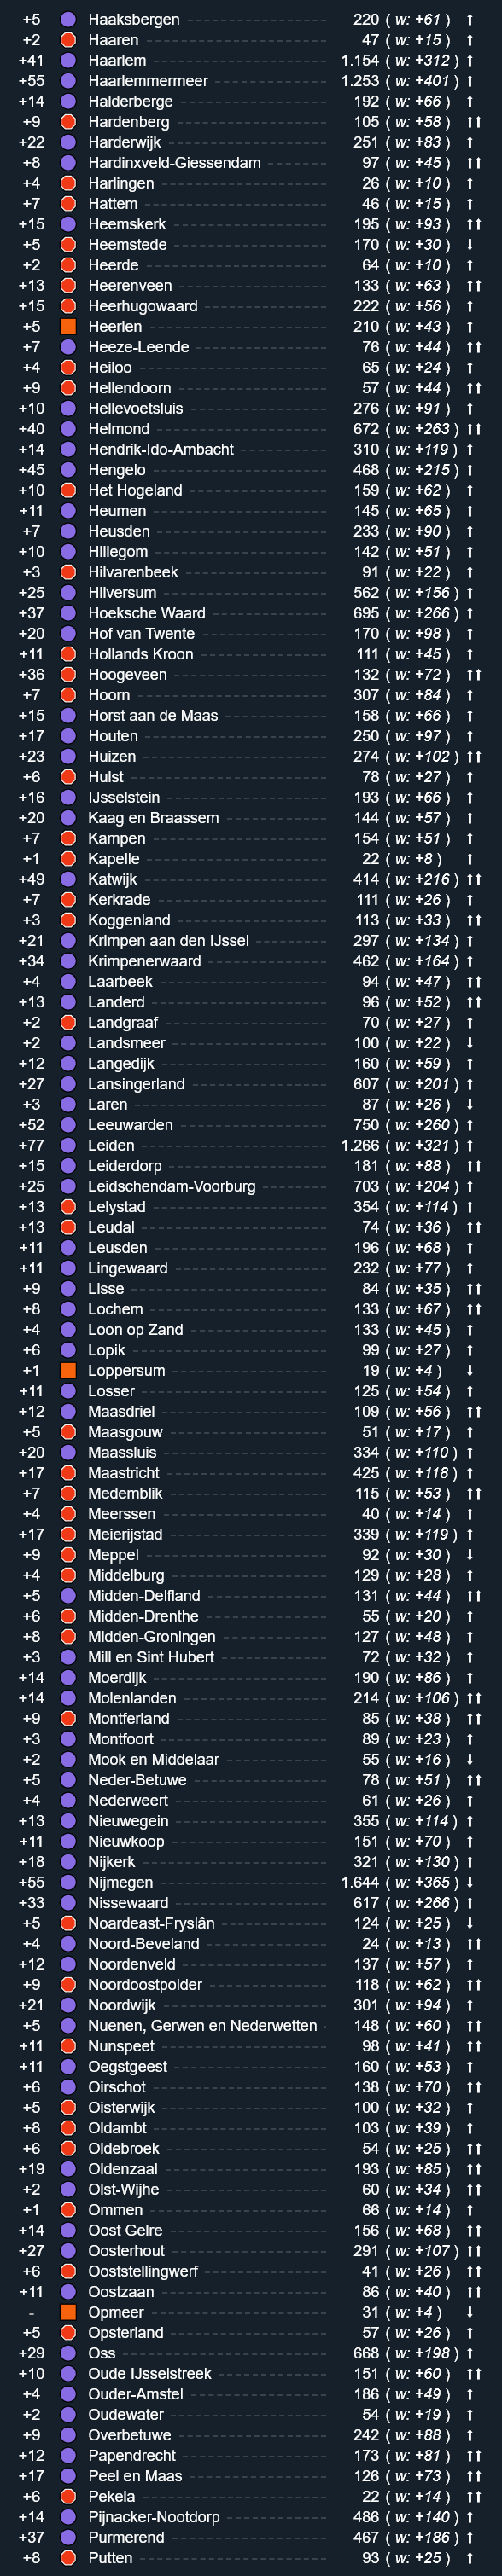 +5 Haaksbergen 220 ( w: +61 ) ↑
+2 Haaren 47 ( w: +15 ) ↑
+41 Haarlem 1.154 ( w: +312 ) ↑
+55 Haarlemmermeer 1.253 ( w: +401 ) ↑
+14 Halderberge 192 ( w: +66 ) ↑
+9 Hardenberg 105 ( w: +58 ) ↑↑
+22 Harderwijk 251 ( w: +83 ) ↑
+8 Hardinxveld-Giessendam 97 ( w: +45 ) ↑↑
+4 Harlingen 26 ( w: +10 ) ↑
+7 Hattem 46 ( w: +15 ) ↑
+15 Heemskerk 195 ( w: +93 ) ↑↑
+5 Heemstede 170 ( w: +30 ) ↓
+2 Heerde 64 ( w: +10 ) ↑
+13 Heerenveen 133 ( w: +63 ) ↑↑
+15 Heerhugowaard 222 ( w: +56 ) ↑
+5 Heerlen 210 ( w: +43 ) ↑
+7 Heeze-Leende 76 ( w: +44 ) ↑↑
+4 Heiloo 65 ( w: +24 ) ↑
+9 Hellendoorn 57 ( w: +44 ) ↑↑
+10 Hellevoetsluis 276 ( w: +91 ) ↑
+40 Helmond 672 ( w: +263 ) ↑↑
+14 Hendrik-Ido-Ambacht 310 ( w: +119 ) ↑
+45 Hengelo 468 ( w: +215 ) ↑
+10 Het Hogeland 159 ( w: +62 ) ↑
+11 Heumen 145 ( w: +65 ) ↑
+7 Heusden 233 ( w: +90 ) ↑
+10 Hillegom 142 ( w: +51 ) ↑
+3 Hilvarenbeek 91 ( w: +22 ) ↑
+25 Hilversum 562 ( w: +156 ) ↑
+37 Hoeksche Waard 695 ( w: +266 ) ↑
+20 Hof van Twente 170 ( w: +98 ) ↑
+11 Hollands Kroon 111 ( w: +45 ) ↑
+36 Hoogeveen 132 ( w: +72 ) ↑↑
+7 Hoorn 307 ( w: +84 ) ↑
+15 Horst aan de Maas 158 ( w: +66 ) ↑
+17 Houten 250 ( w: +97 ) ↑
+23 Huizen 274 ( w: +102 ) ↑↑
+6 Hulst 78 ( w: +27 ) ↑
+16 IJsselstein 193 ( w: +66 ) ↑
+20 Kaag en Braassem 144 ( w: +57 ) ↑
+7 Kampen 154 ( w: +51 ) ↑
+1 Kapelle 22 ( w: +8 ) ↑
+49 Katwijk 414 ( w: +216 ) ↑↑
+7 Kerkrade 111 ( w: +26 ) ↑
+3 Koggenland 113 ( w: +33 ) ↑↑
+21 Krimpen aan den IJssel 297 ( w: +134 ) ↑
+34 Krimpenerwaard 462 ( w: +164 ) ↑
+4 Laarbeek 94 ( w: +47 ) ↑↑
+13 Landerd 96 ( w: +52 ) ↑↑
+2 Landgraaf 70 ( w: +27 ) ↑
+2 Landsmeer 100 ( w: +22 ) ↓
+12 Langedijk 160 ( w: +59 ) ↑
+27 Lansingerland 607 ( w: +201 ) ↑
+3 Laren 87 ( w: +26 ) ↓
+52 Leeuwarden 750 ( w: +260 ) ↑
+77 Leiden 1.266 ( w: +321 ) ↑
+15 Leiderdorp 181 ( w: +88 ) ↑↑
+25 Leidschendam-Voorburg 703 ( w: +204 ) ↑
+13 Lelystad 354 ( w: +114 ) ↑
+13 Leudal 74 ( w: +36 ) ↑↑
+11 Leusden 196 ( w: +68 ) ↑
+11 Lingewaard 232 ( w: +77 ) ↑
+9 Lisse 84 ( w: +35 ) ↑↑
+8 Lochem 133 ( w: +67 ) ↑↑
+4 Loon op Zand 133 ( w: +45 ) ↑
+6 Lopik 99 ( w: +27 ) ↑
+1 Loppersum 19 ( w: +4 ) ↓
+11 Losser 125 ( w: +54 ) ↑
+12 Maasdriel 109 ( w: +56 ) ↑↑
+5 Maasgouw 51 ( w: +17 ) ↑
+20 Maassluis 334 ( w: +110 ) ↑
+17 Maastricht 425 ( w: +118 ) ↑
+7 Medemblik 115 ( w: +53 ) ↑↑
+4 Meerssen 40 ( w: +14 ) ↑
+17 Meierijstad 339 ( w: +119 ) ↑
+9 Meppel 92 ( w: +30 ) ↓
+4 Middelburg 129 ( w: +28 ) ↑
+5 Midden-Delfland 131 ( w: +44 ) ↑↑
+6 Midden-Drenthe 55 ( w: +20 ) ↑
+8 Midden-Groningen 127 ( w: +48 ) ↑
+3 Mill en Sint Hubert 72 ( w: +32 ) ↑
+14 Moerdijk 190 ( w: +86 ) ↑
+14 Molenlanden 214 ( w: +106 ) ↑↑
+9 Montferland 85 ( w: +38 ) ↑↑
+3 Montfoort 89 ( w: +23 ) ↑
+2 Mook en Middelaar 55 ( w: +16 ) ↓
+5 Neder-Betuwe 78 ( w: +51 ) ↑↑
+4 Nederweert 61 ( w: +26 ) ↑
+13 Nieuwegein 355 ( w: +114 ) ↑
+11 Nieuwkoop 151 ( w: +70 ) ↑
+18 Nijkerk 321 ( w: +130 ) ↑
+55 Nijmegen 1.644 ( w: +365 ) ↓
+33 Nissewaard 617 ( w: +266 ) ↑
+5 Noardeast-Fryslân 124 ( w: +25 ) ↓
+4 Noord-Beveland 24 ( w: +13 ) ↑↑
+12 Noordenveld 137 ( w: +57 ) ↑
+9 Noordoostpolder 118 ( w: +62 ) ↑↑
+21 Noordwijk 301 ( w: +94 ) ↑
+5 Nuenen, Gerwen en Nederwetten 148 ( w: +60 ) ↑↑
+11 Nunspeet 98 ( w: +41 ) ↑↑
+11 Oegstgeest 160 ( w: +53 ) ↑
+6 Oirschot 138 ( w: +70 ) ↑↑
+5 Oisterwijk 100 ( w: +32 ) ↑
+8 Oldambt 103 ( w: +39 ) ↑
+6 Oldebroek 54 ( w: +25 ) ↑↑
+19 Oldenzaal 193 ( w: +85 ) ↑↑
+2 Olst-Wijhe 60 ( w: +34 ) ↑↑
+1 Ommen 66 ( w: +14 ) ↑
+14 Oost Gelre 156 ( w: +68 ) ↑↑
+27 Oosterhout 291 ( w: +107 ) ↑↑
+6 Ooststellingwerf 41 ( w: +26 ) ↑↑
+11 Oostzaan 86 ( w: +40 ) ↑↑
- Opmeer 31 ( w: +4 ) ↓
+5 Opsterland 57 ( w: +26 ) ↑
+29 Oss 668 ( w: +198 ) ↑
+10 Oude IJsselstreek 151 ( w: +60 ) ↑↑
+4 Ouder-Amstel 186 ( w: +49 ) ↑
+2 Oudewater 54 ( w: +19 ) ↑
+9 Overbetuwe 242 ( w: +88 ) ↑
+12 Papendrecht 173 ( w: +81 ) ↑↑
+17 Peel en Maas 126 ( w: +73 ) ↑↑
+6 Pekela 22 ( w: +14 ) ↑↑
+14 Pijnacker-Nootdorp 486 ( w: +140 ) ↑
+37 Purmerend 467 ( w: +186 ) ↑
+8 Putten 93 ( w: +25 ) ↑